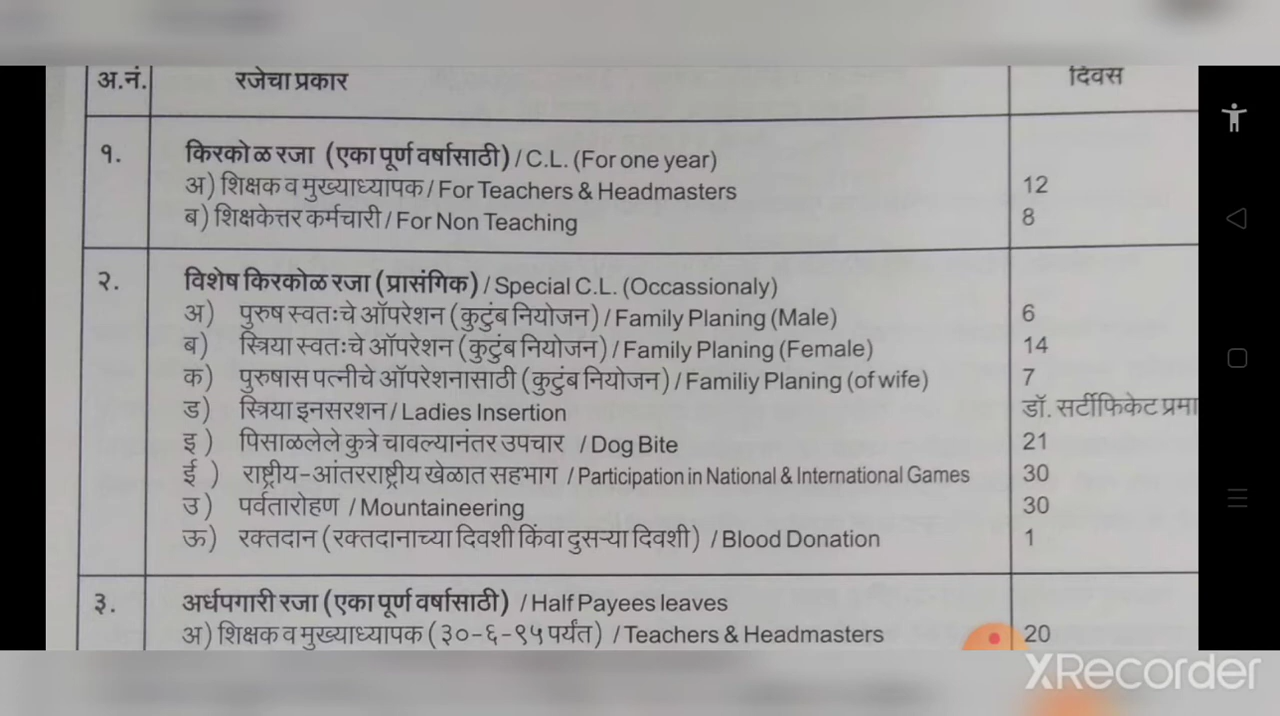 अ.नं. रजेचा प्रकार दिवस
१. किरकोळ रजा (एका पूर्ण वर्षासाठी) / C.L. (For one year)
अ) शिक्षक व मुख्याध्यापक / For Teachers & Headmasters 12
ब) शिक्षकेत्तर कर्मचारी / For Non Teaching 8
२. विशेष किरकोळ रजा (प्रासंगिक) / Special C.L. (Occassionaly)
अ) पुरुष स्वतःचे ऑपरेशन (कुटुंब नियोजन) / Family Planing (Male) 6
ब) स्त्रिया स्वतःचे ऑपरेशन (कुटुंब नियोजन) / Family Planing (Female) 14
क) पुरुषास पत्नीचे ऑपरेशनासाठी (कुटुंब नियोजन) / Familiy Planing (of wife) 7
ड) स्त्रिया इनसरशन / Ladies Insertion डॉ. सर्टीफिकेट प्रमा
इ) पिसाळलेले कुत्रे चावल्यानंतर उपचार / Dog Bite 21
ई) राष्ट्रीय-आंतरराष्ट्रीय खेळात सहभाग / Participation in National & International Games 30
उ) पर्वतारोहण / Mountaineering 30
ऊ) रक्तदान (रक्तदानाच्या दिवशी किंवा दुसऱ्या दिवशी) / Blood Donation 1
३. अर्धपगारी रजा (एका पूर्ण वर्षासाठी) / Half Payees leaves
अ) शिक्षक व मुख्याध्यापक (३०-६-९५ पर्यंत) / Teachers & Headmasters 20
XRecorder